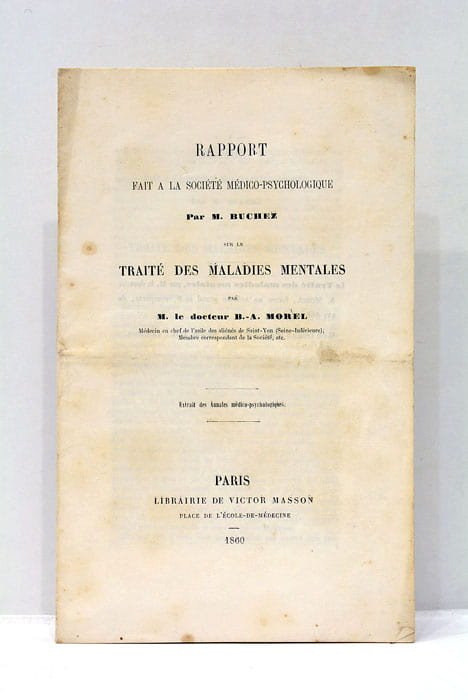 RAPPORT
FAIT A LA SOCIÉTÉ MÉDICO-PSYCHOLOGIQUE
Par M. BUCHEZ
SUR LE
TRAITÉ DES MALADIES MENTALES
PAR
M. le docteur B.-A. MOREL
Médecin en chef de l'asile des aliénés de Saint-Yon (Seine-Inférieure),
Membre correspondant de la Société, etc.
Extrait des Annales médico-psychologiques.
PARIS
LIBRAIRIE DE VICTOR MASSON
PLACE DE L'ÉCOLE-DE-MÉDECINE
1860